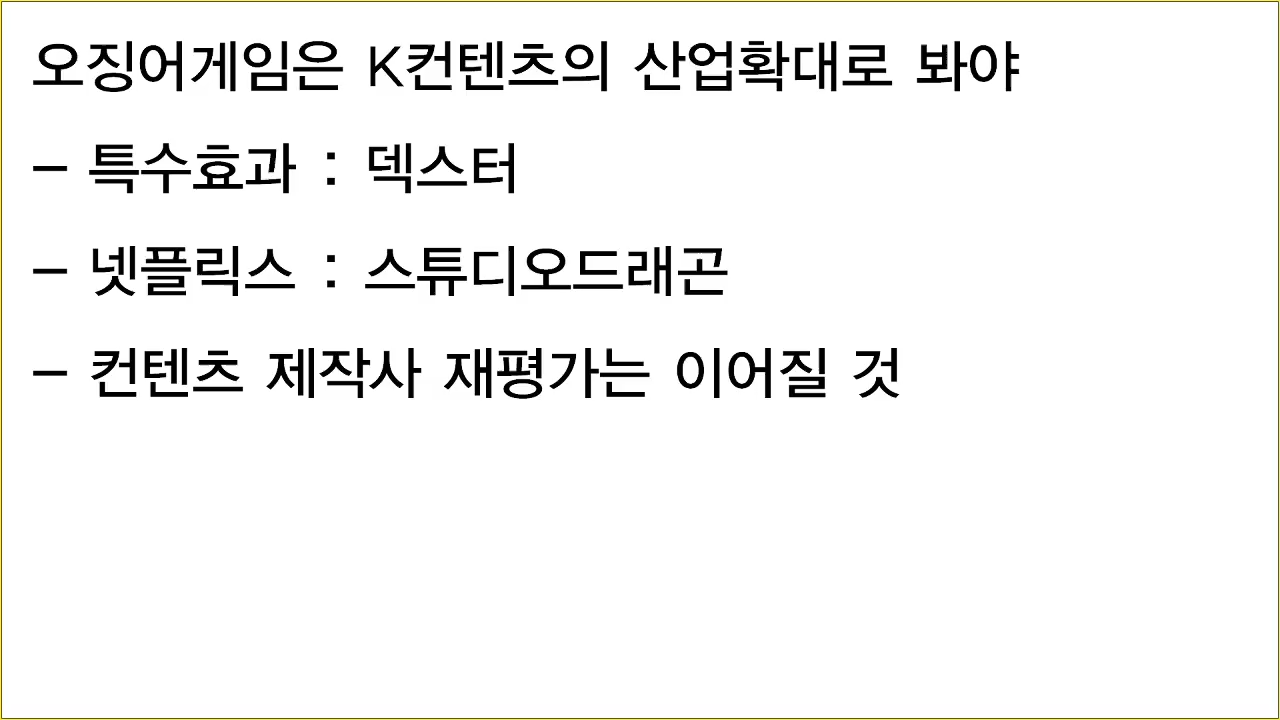 오징어게임은 K컨텐츠의 산업확대로 봐야
- 특수효과 : 덱스터
- 넷플릭스 : 스튜디오드래곤
- 컨텐츠 제작사 재평가는 이어질 것